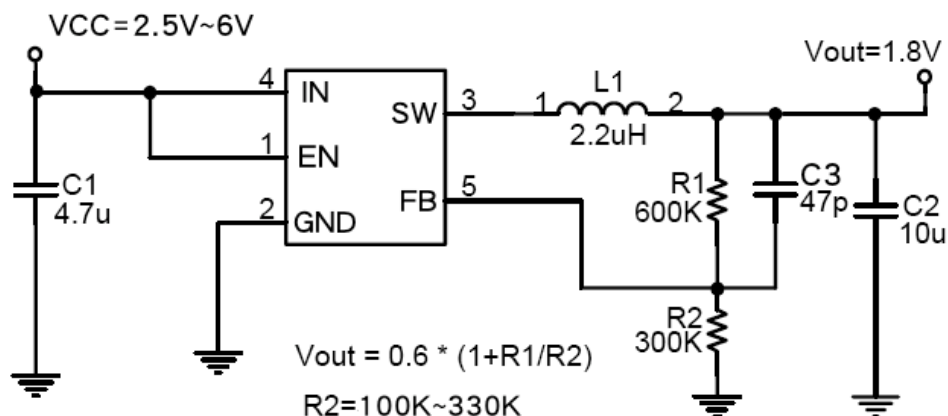 VCC=2.5V~6V
Vout=1.8V
4 IN
SW 3
1 L1 2
2.2uH
1 EN
C1
4.7u
FB 5
2 GND
R1
600K
C3
47p
C2
10u
R2
300K
Vout = 0.6 * (1+R1/R2)
R2=100K~330K